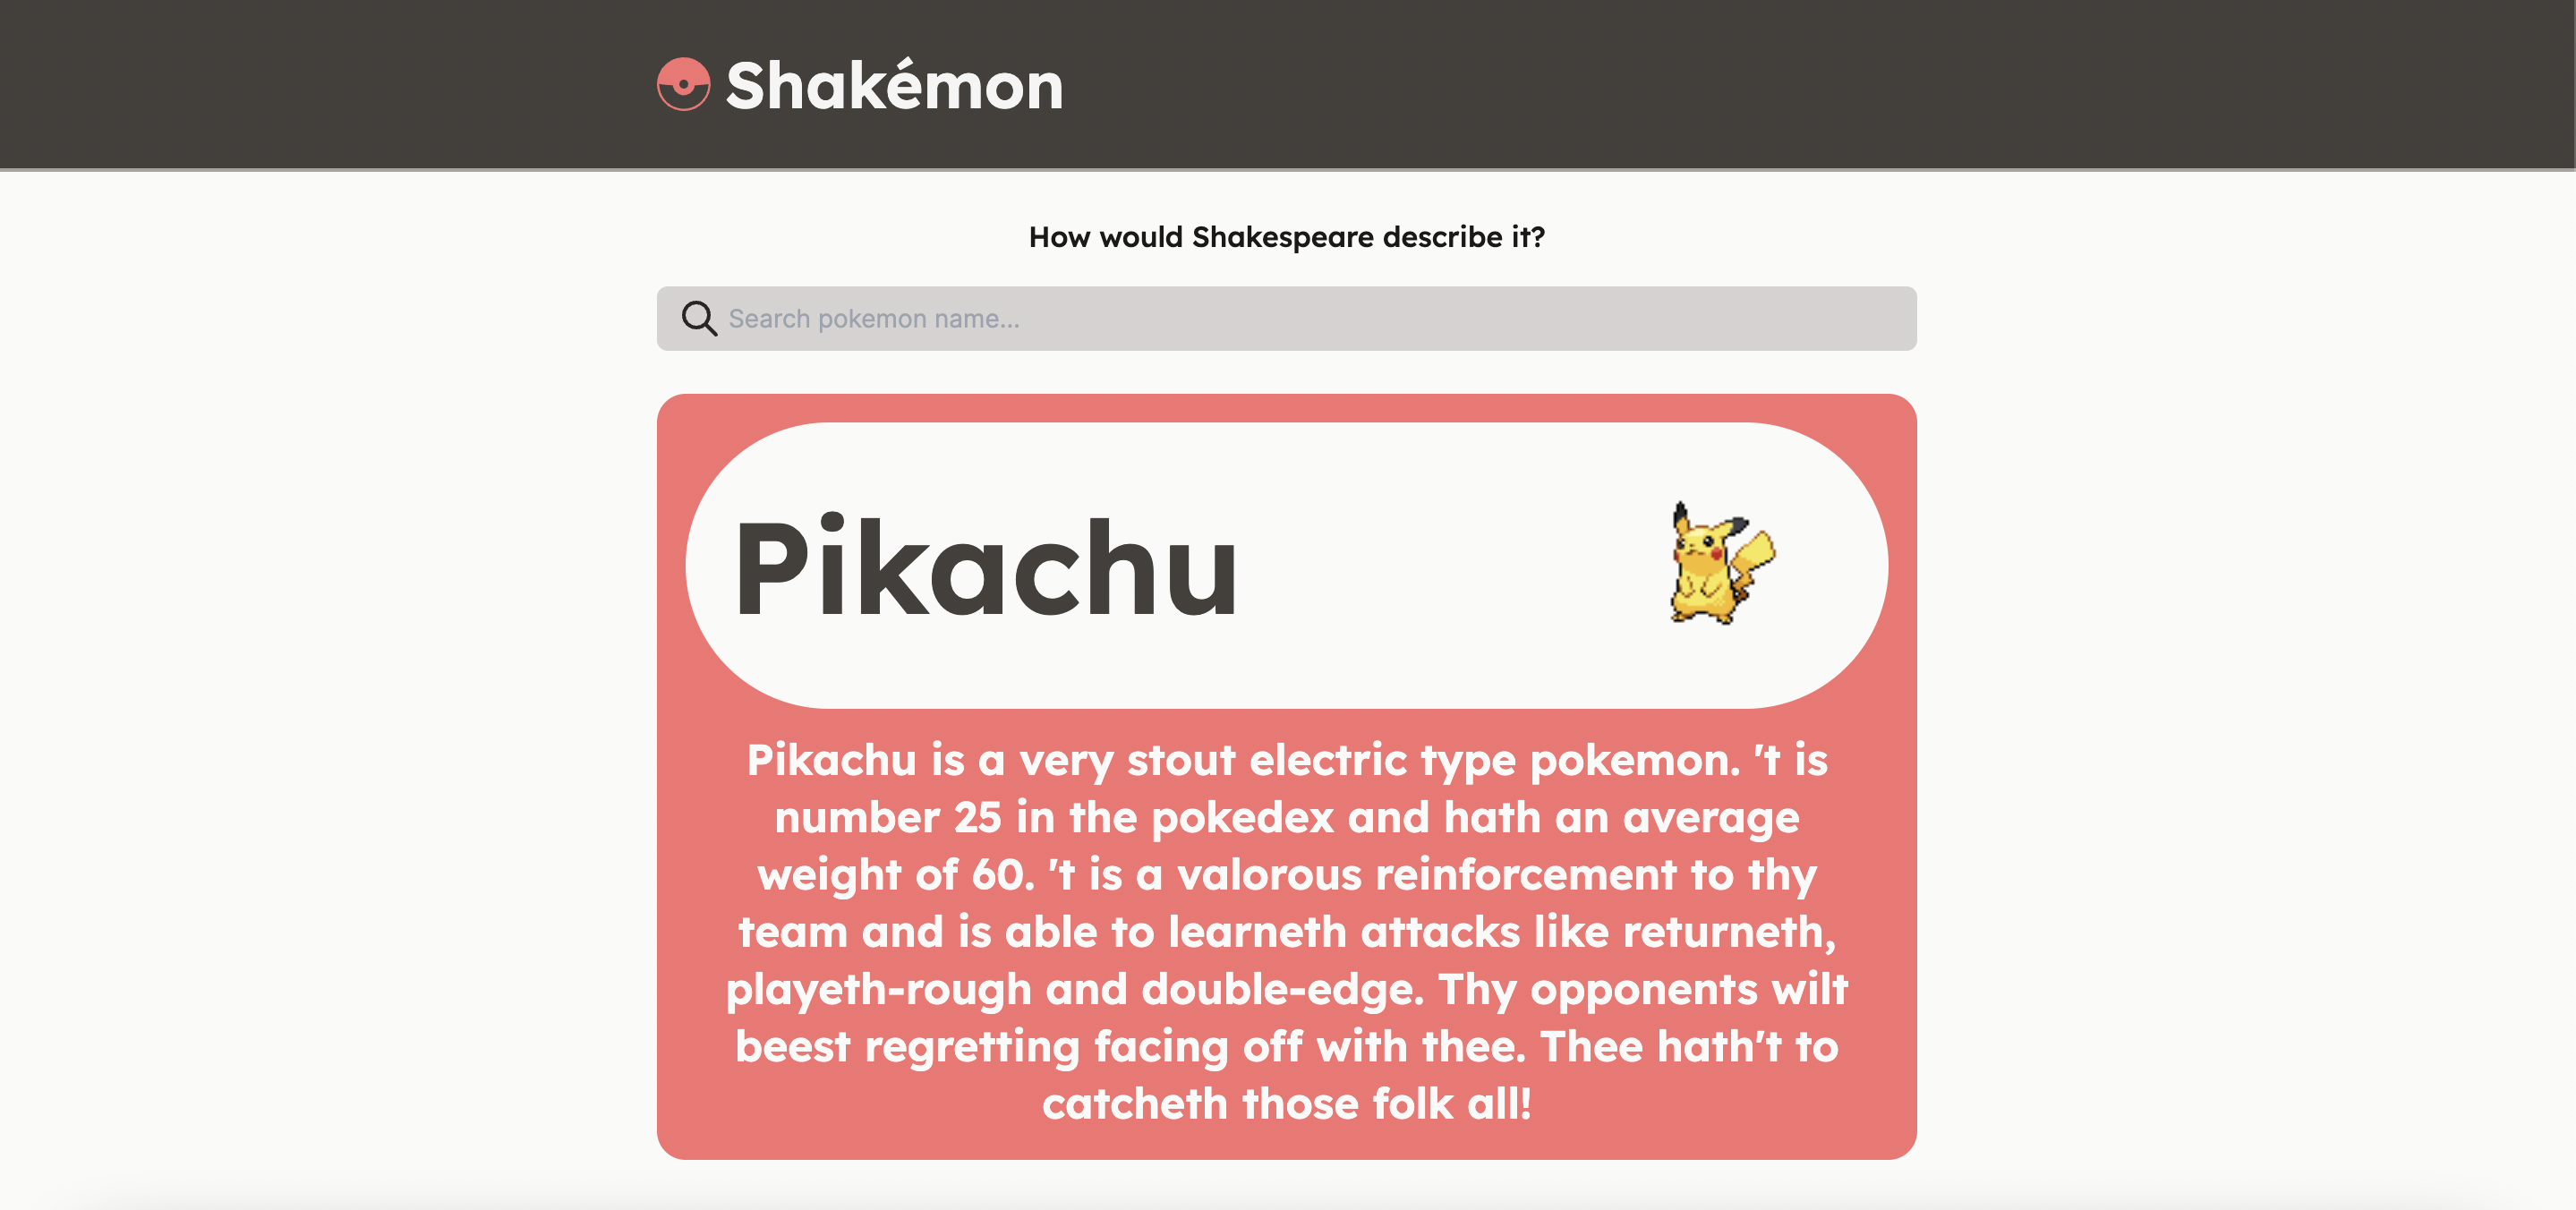 Shakémon
How would Shakespeare describe it?
Search pokemon name...
Pikachu
Pikachu is a very stout electric type pokemon. 't is
number 25 in the pokedex and hath an average
weight of 60. 't is a valorous reinforcement to thy
team and is able to learneth attacks like returneth,
playeth-rough and double-edge. Thy opponents wilt
beest regretting facing off with thee. Thee hath't to
catcheth those folk all!